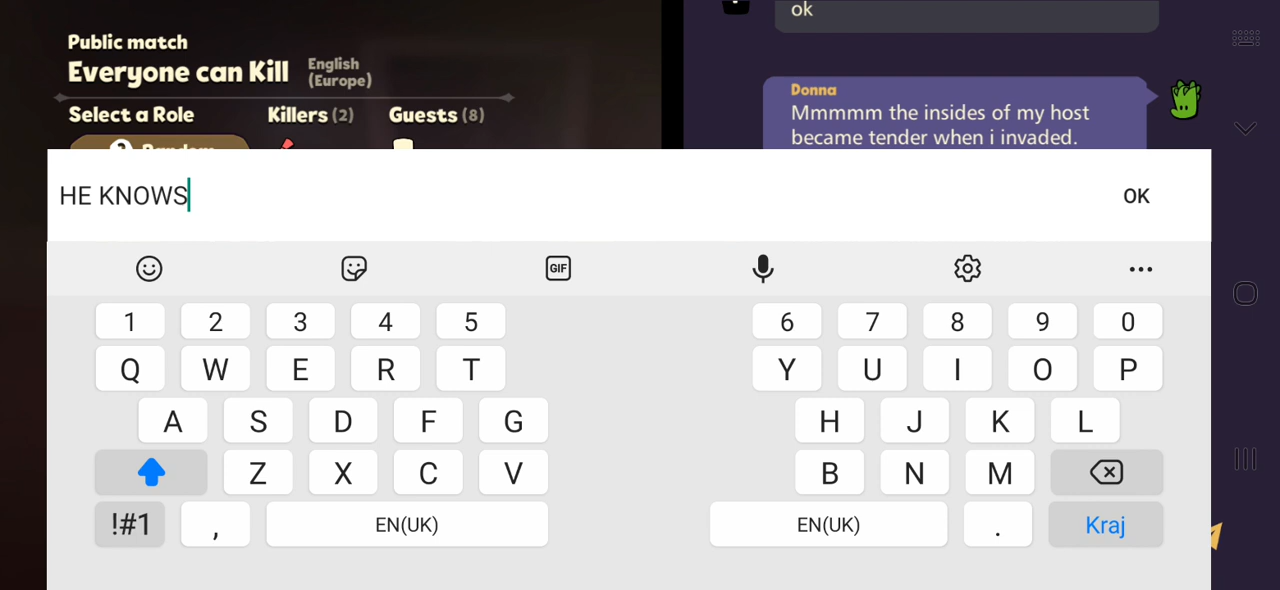 Public match
Everyone can Kill
English
(Europe)
Select a Role
Killers (2)
Guests (8)
Random
ok
Donna
Mmmmm the insides of my host
became tender when i invaded.
HE KNOWS
OK
GIF
1 2 3 4 5 6 7 8 9 0
Q W E R T Y U I O P
A S D F G H J K L
Z X C V B N M
!#1 , EN(UK) EN(UK) . Kraj